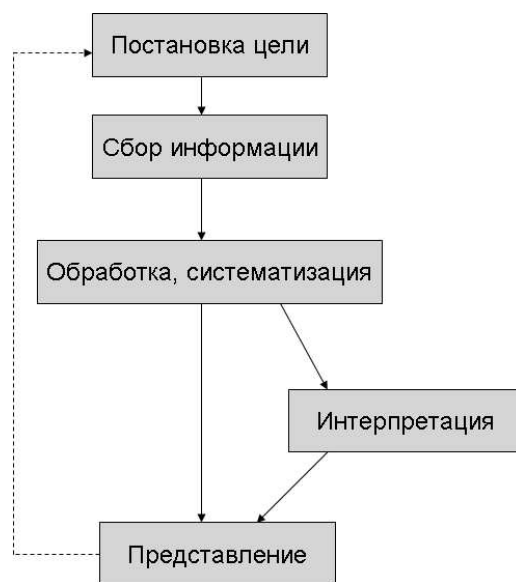 Постановка цели
Сбор информации
Обработка, систематизация
Интерпретация
Представление